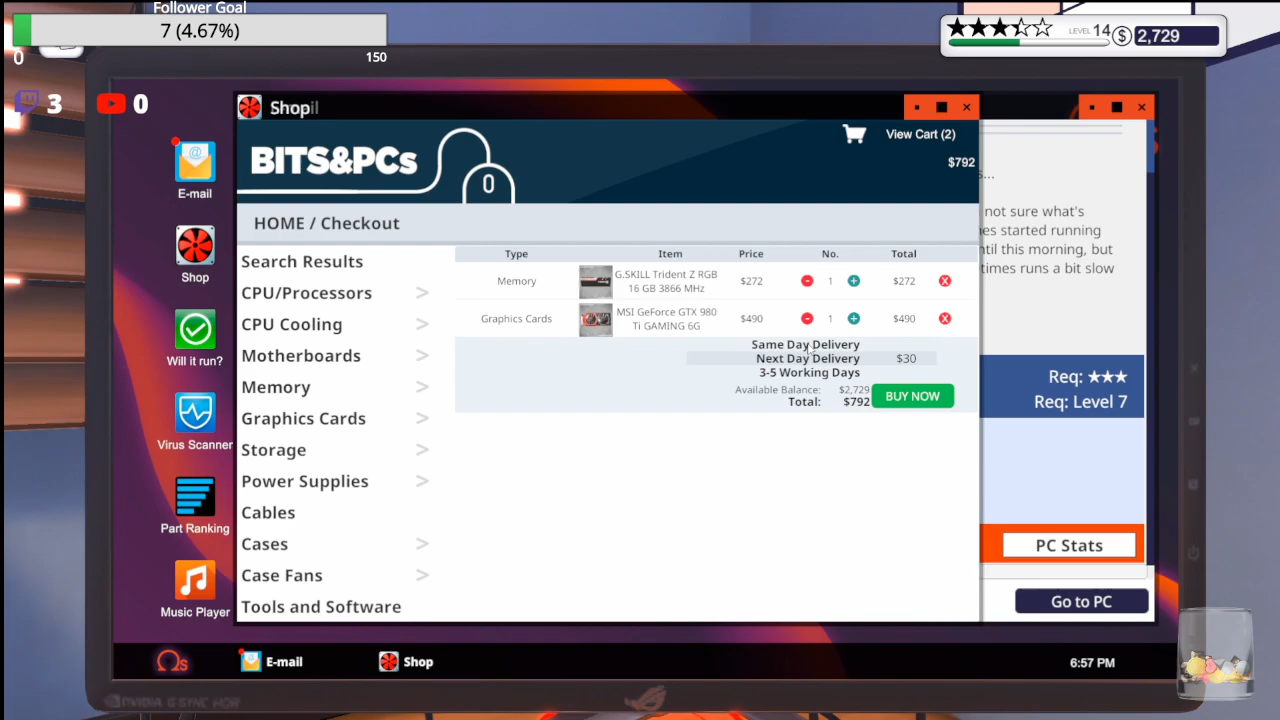 Follower Goal
7 (4.67%)
0
150
3
0
LEVEL 14
$ 2,729
Shop
E-mail
Shop
Will it run?
Virus Scanner
Part Ranking
Music Player
BITS&PCs
View Cart (2)
$792
HOME / Checkout
Search Results
CPU/Processors >
CPU Cooling >
Motherboards >
Memory >
Graphics Cards >
Storage >
Power Supplies >
Cables
Cases >
Case Fans >
Tools and Software
Type Item Price No. Total
Memory G.SKILL Trident Z RGB 16 GB 3866 MHz $272 - 1 + $272 x
Graphics Cards MSI GeForce GTX 980 Ti GAMING 6G $490 - 1 + $490 x
Same Day Delivery
Next Day Delivery $30
3-5 Working Days
Available Balance: $2,729
Total: $792
BUY NOW
s...
not sure what's
nes started running
ntil this morning, but
times runs a bit slow
Req: ★★★
Req: Level 7
PC Stats
Go to PC
Ωs
E-mail
Shop
6:57 PM
NVIDIA G-SYNC HDR